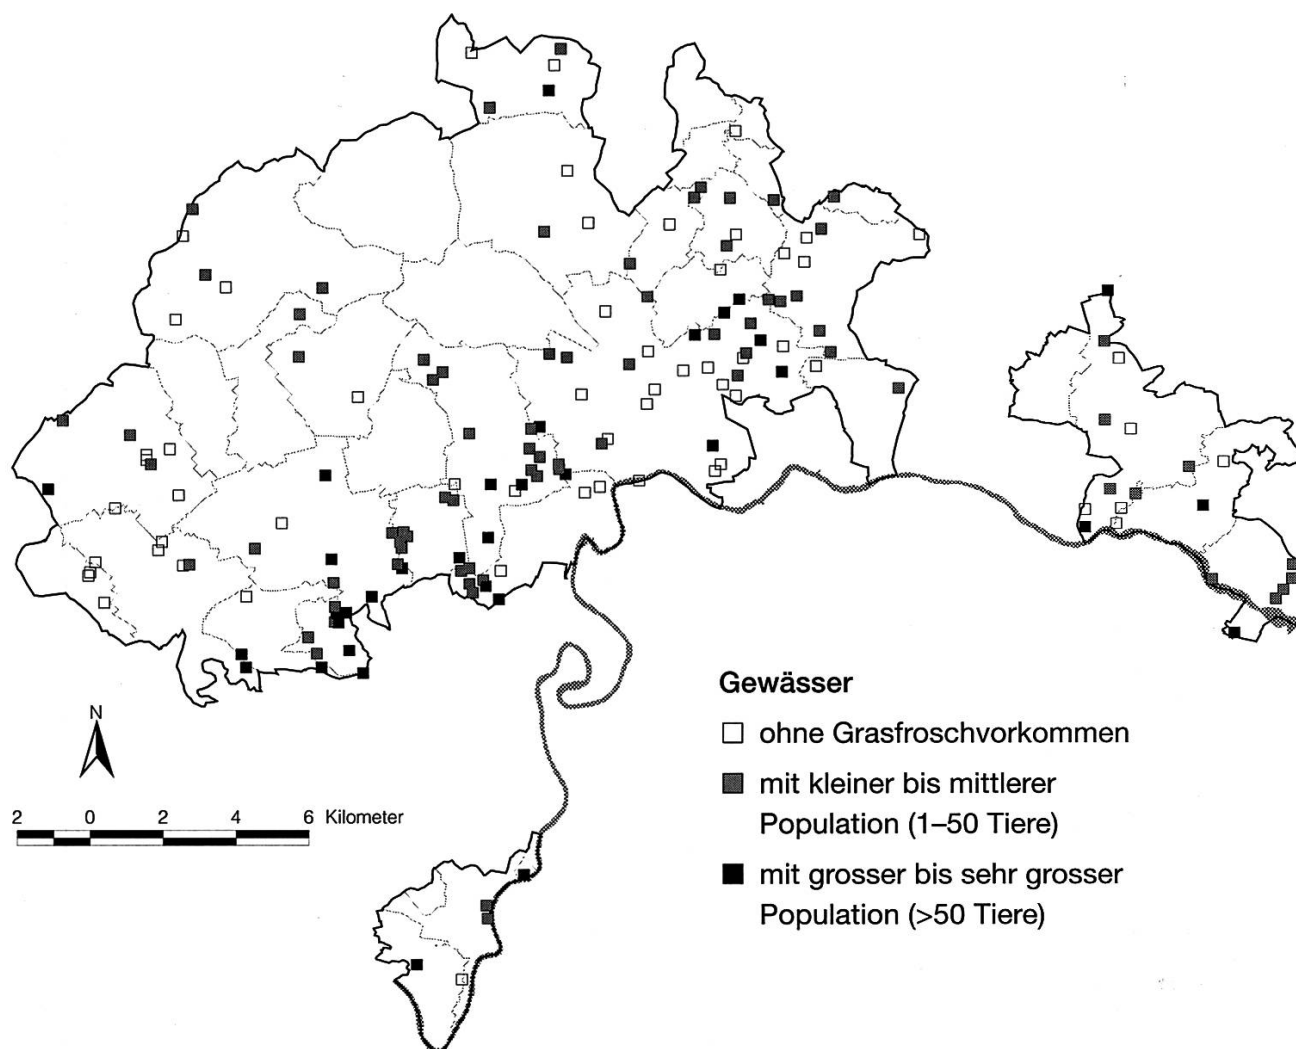 Gewässer
ohne Grasfroschvorkommen
mit kleiner bis mittlerer
Population (1–50 Tiere)
mit grosser bis sehr grosser
Population (>50 Tiere)
N
2 0 2 4 6 Kilometer